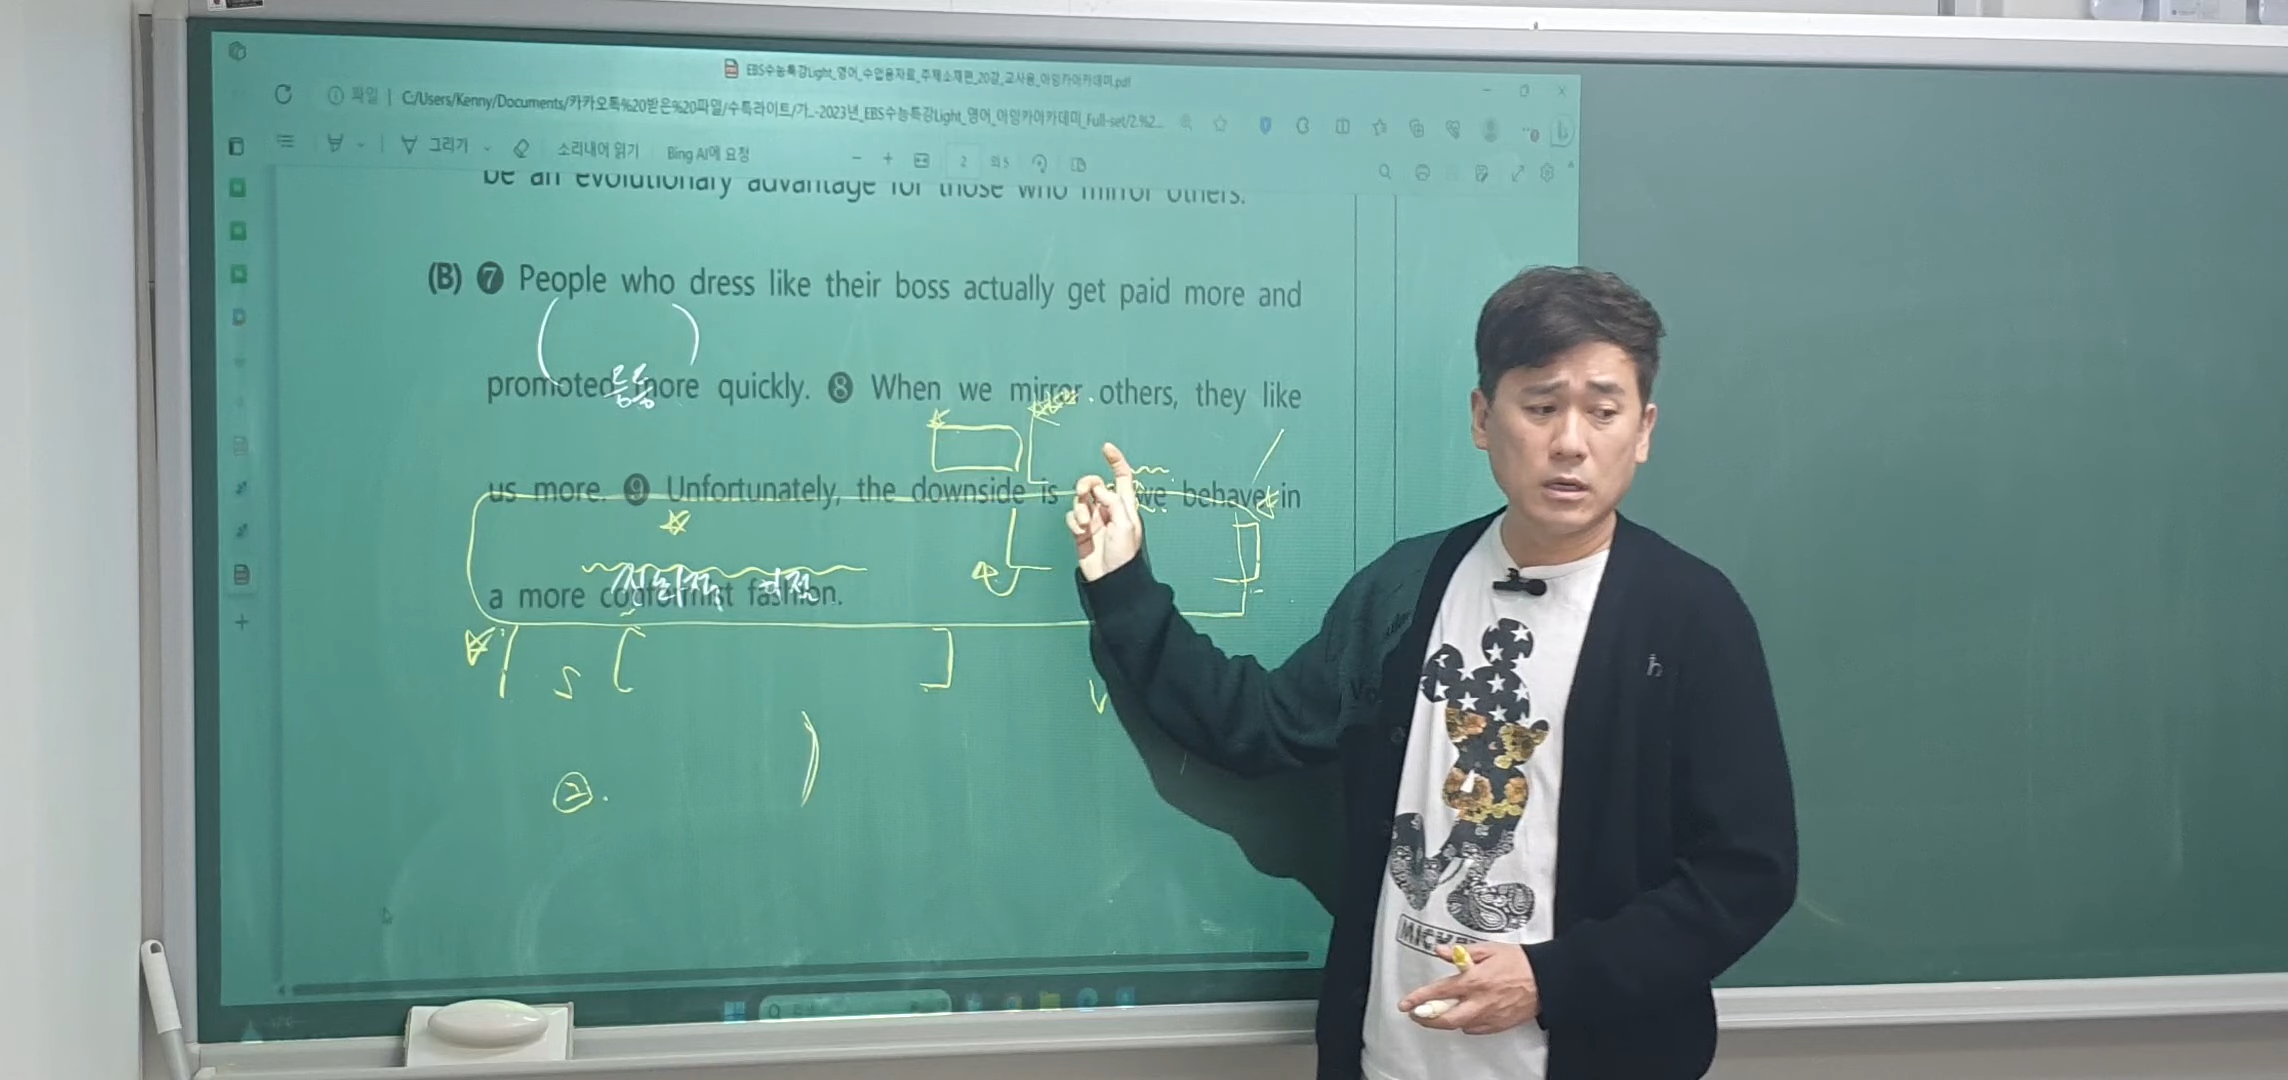 EBS수능특강Light_영어_수업용자료_주제소재편_20강_교사용_아잉카아카데미.pdf
파일 | C:/Users/Kenny/Documents/카카오톡%20받은%20파일/수특라이트/가...-2023년_EBS수능특강Light_영어_아잉카아카데미_Full-set/2.%2...
그리기 소리내어 읽기 Bing AI에 요청 − + 2 의 5
be an evolutionary advantage for those who mirror others.
(B) ❼ People who dress like their boss actually get paid more and
promoted more quickly. ❽ When we mirror others, they like
us more. ❾ Unfortunately, the downside is we behave in
a more conformist fashion.
S
V
②.
MICKE